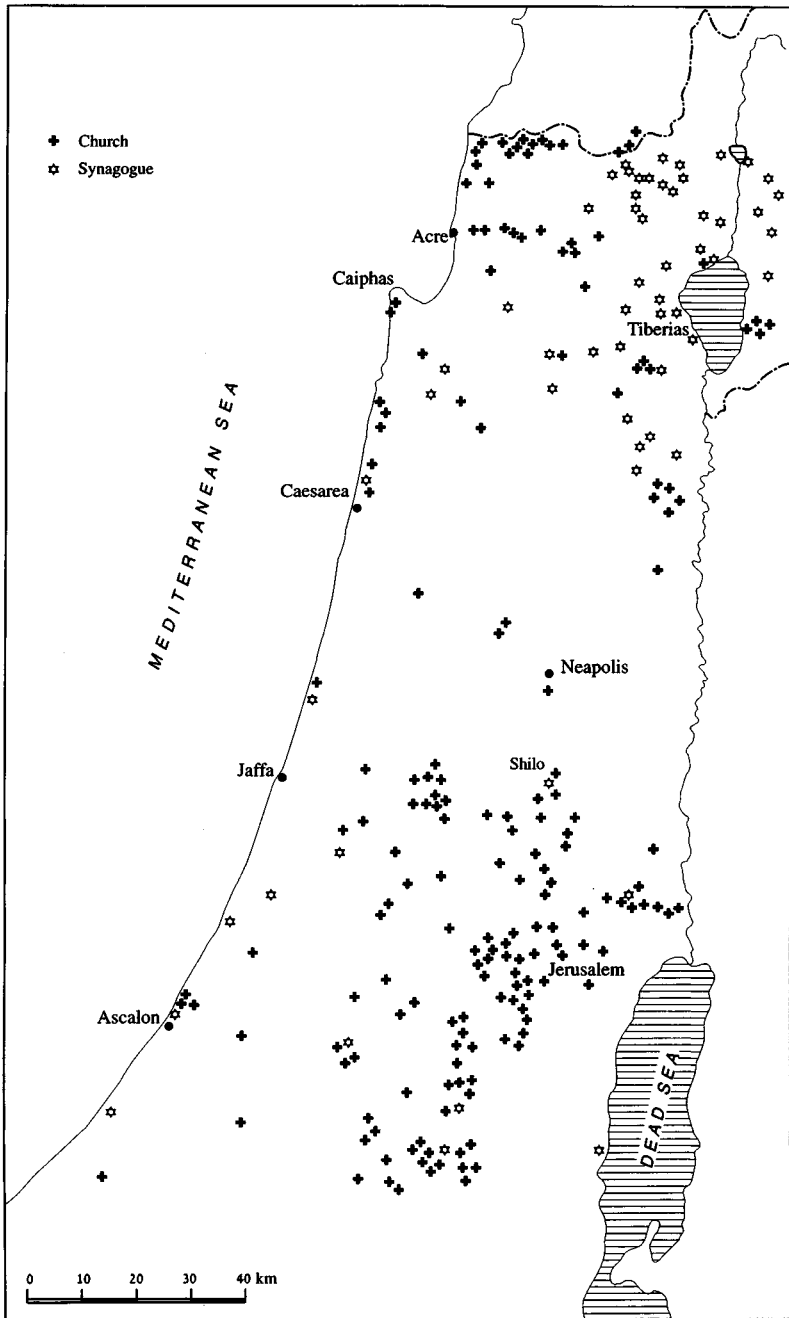 Church
Synagogue
Acre
Caiphas
Tiberias
MEDITERRANEAN SEA
Caesarea
Neapolis
Jaffa
Shilo
Jerusalem
Ascalon
DEAD SEA
0 10 20 30 40 km